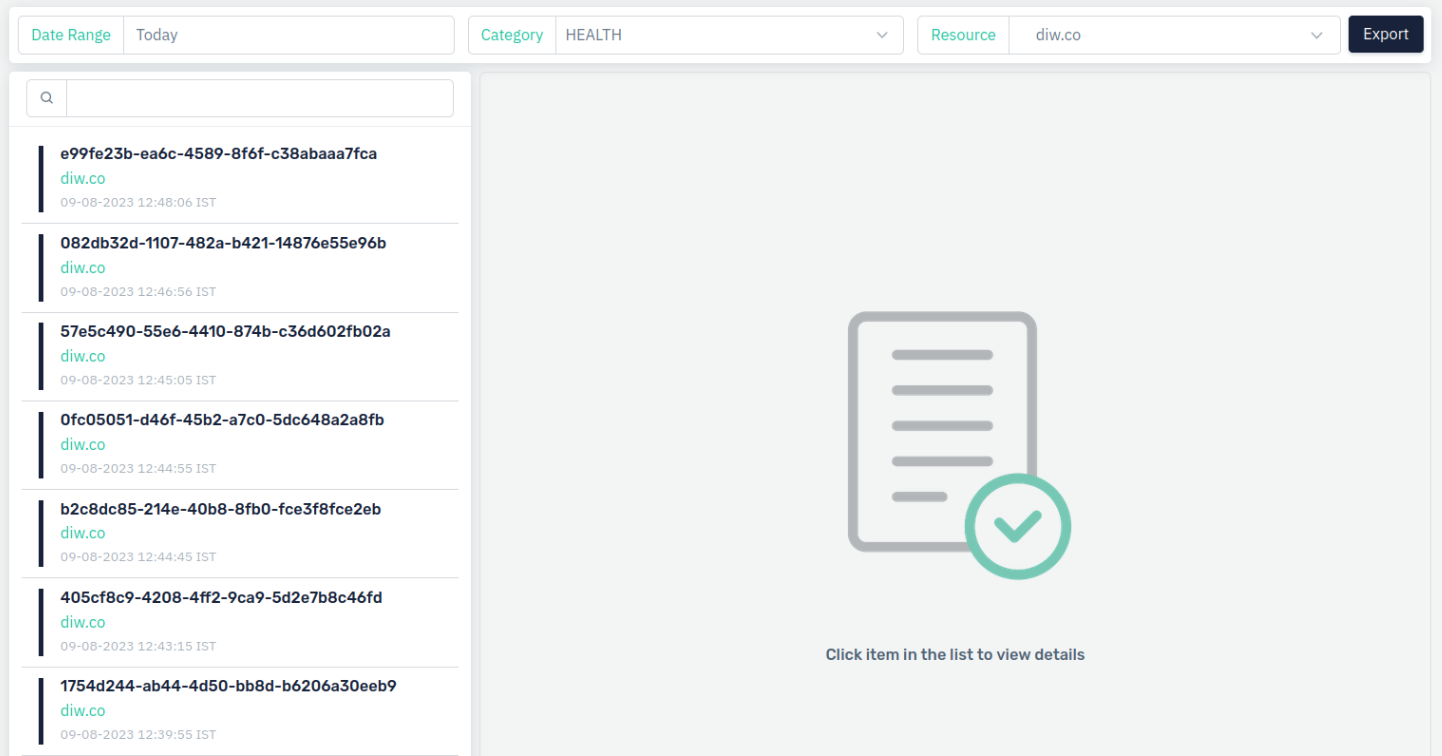 Date Range Today Category HEALTH Resource diw.co Export
e99fe23b-ea6c-4589-8f6f-c38abaaa7fca
diw.co
09-08-2023 12:48:06 IST
082db32d-1107-482a-b421-14876e55e96b
diw.co
09-08-2023 12:46:56 IST
57e5c490-55e6-4410-874b-c36d602fb02a
diw.co
09-08-2023 12:45:05 IST
0fc05051-d46f-45b2-a7c0-5dc648a2a8fb
diw.co
09-08-2023 12:44:55 IST
b2c8dc85-214e-40b8-8fb0-fce3f8fce2eb
diw.co
09-08-2023 12:44:45 IST
405cf8c9-4208-4ff2-9ca9-5d2e7b8c46fd
diw.co
09-08-2023 12:43:15 IST
1754d244-ab44-4d50-bb8d-b6206a30eeb9
diw.co
09-08-2023 12:39:55 IST
Click item in the list to view details